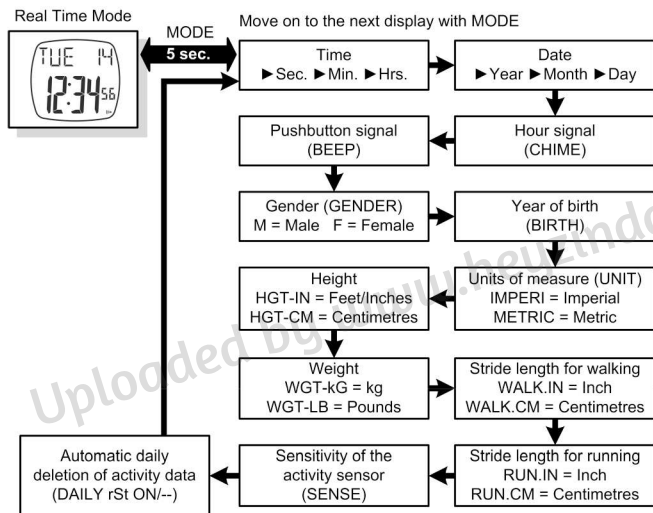 Real Time Mode
TUE 14
12:34 56
MODE
5 sec.
Move on to the next display with MODE
Time
►Sec. ►Min. ►Hrs.
Date
►Year ►Month ►Day
Hour signal
(CHIME)
Pushbutton signal
(BEEP)
Gender (GENDER)
M = Male F = Female
Year of birth
(BIRTH)
Units of measure (UNIT)
IMPERI = Imperial
METRIC = Metric
Height
HGT-IN = Feet/Inches
HGT-CM = Centimetres
Weight
WGT-kG = kg
WGT-LB = Pounds
Stride length for walking
WALK.IN = Inch
WALK.CM = Centimetres
Stride length for running
RUN.IN = Inch
RUN.CM = Centimetres
Sensitivity of the
activity sensor
(SENSE)
Automatic daily
deletion of activity data
(DAILY rSt ON/--)
Uploaded by www.heyzindo